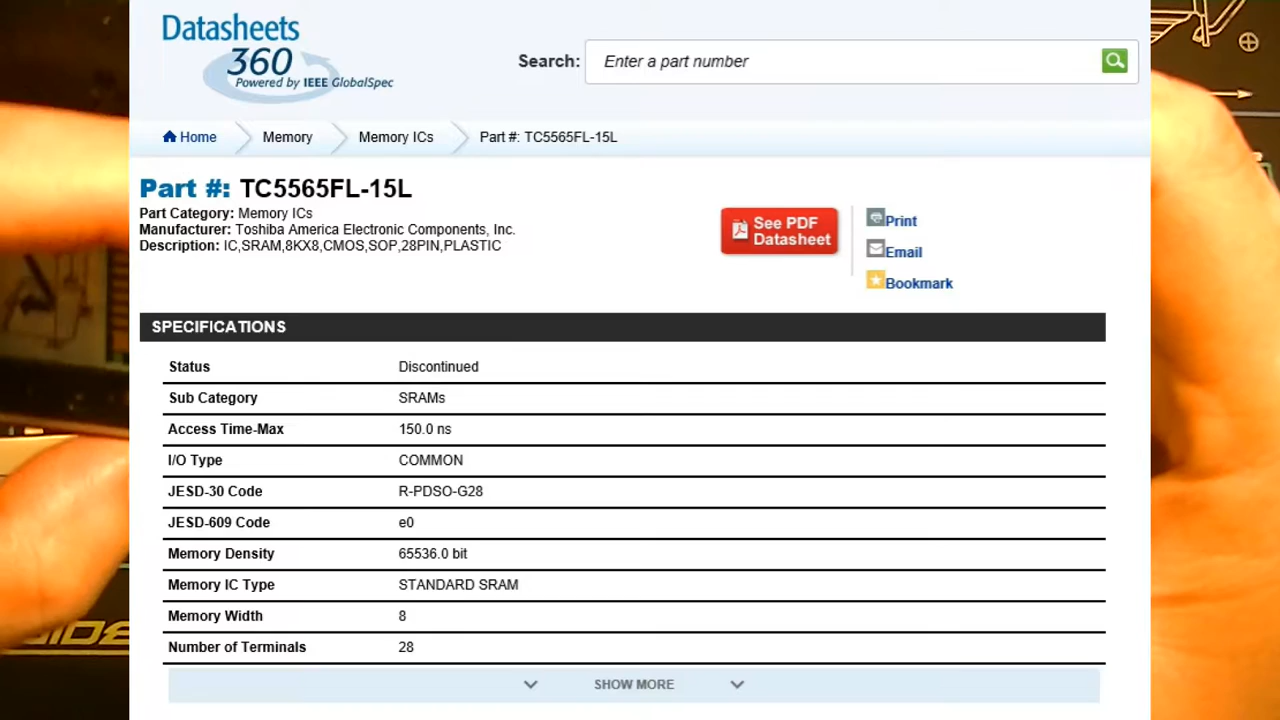 Datasheets
360
Powered by IEEE GlobalSpec
Search: Enter a part number
Home Memory Memory ICs Part #: TC5565FL-15L
Part #: TC5565FL-15L
Part Category: Memory ICs
Manufacturer: Toshiba America Electronic Components, Inc.
Description: IC,SRAM,8KX8,CMOS,SOP,28PIN,PLASTIC
See PDF
Datasheet
Print
Email
Bookmark
SPECIFICATIONS
Status Discontinued
Sub Category SRAMs
Access Time-Max 150.0 ns
I/O Type COMMON
JESD-30 Code R-PDSO-G28
JESD-609 Code e0
Memory Density 65536.0 bit
Memory IC Type STANDARD SRAM
Memory Width 8
Number of Terminals 28
SHOW MORE